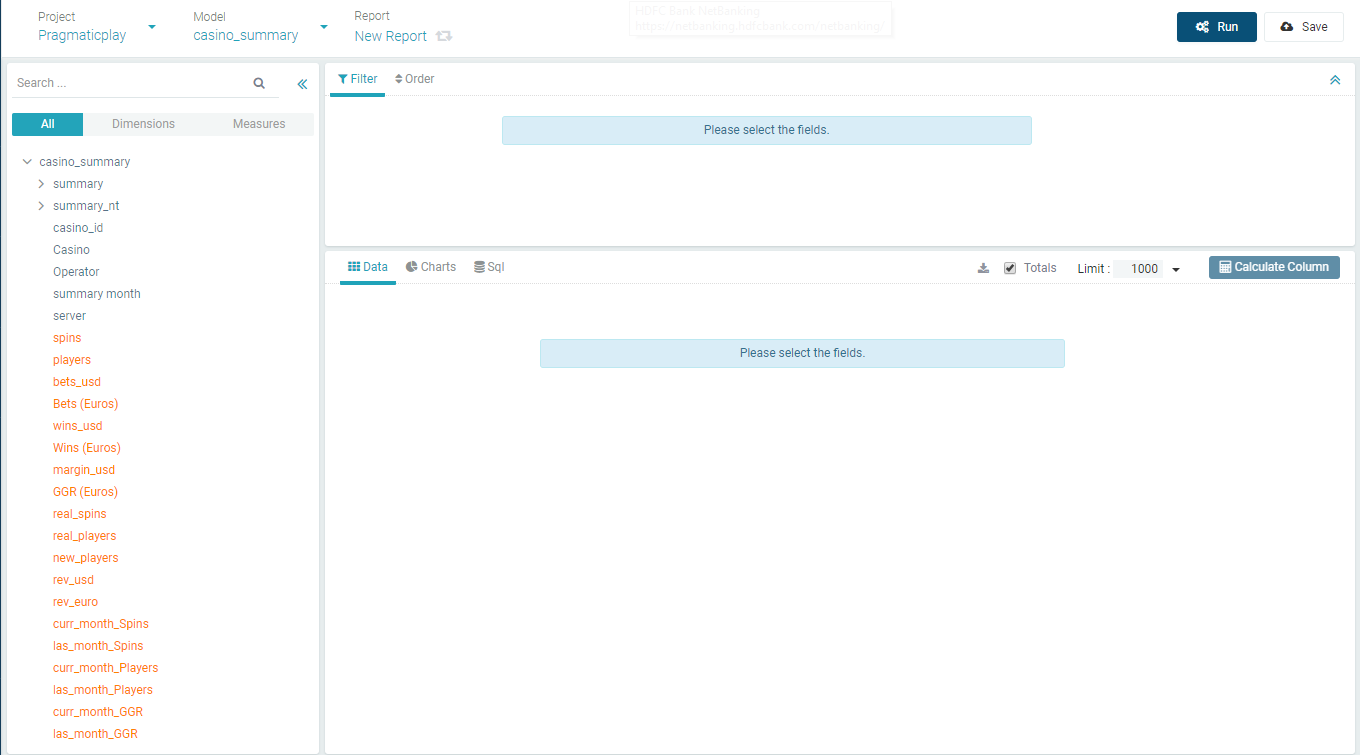 Project
Pragmaticplay
Model
casino_summary
Report
New Report
HDFC Bank NetBanking
https://netbanking.hdfcbank.com/netbanking/
Run
Save
Search ...
All
Dimensions
Measures
casino_summary
summary
summary_nt
casino_id
Casino
Operator
summary month
server
spins
players
bets_usd
Bets (Euros)
wins_usd
Wins (Euros)
margin_usd
GGR (Euros)
real_spins
real_players
new_players
rev_usd
rev_euro
curr_month_Spins
las_month_Spins
curr_month_Players
las_month_Players
curr_month_GGR
las_month_GGR
Filter
Order
Please select the fields.
Data
Charts
Sql
Totals
Limit :
1000
Calculate Column
Please select the fields.